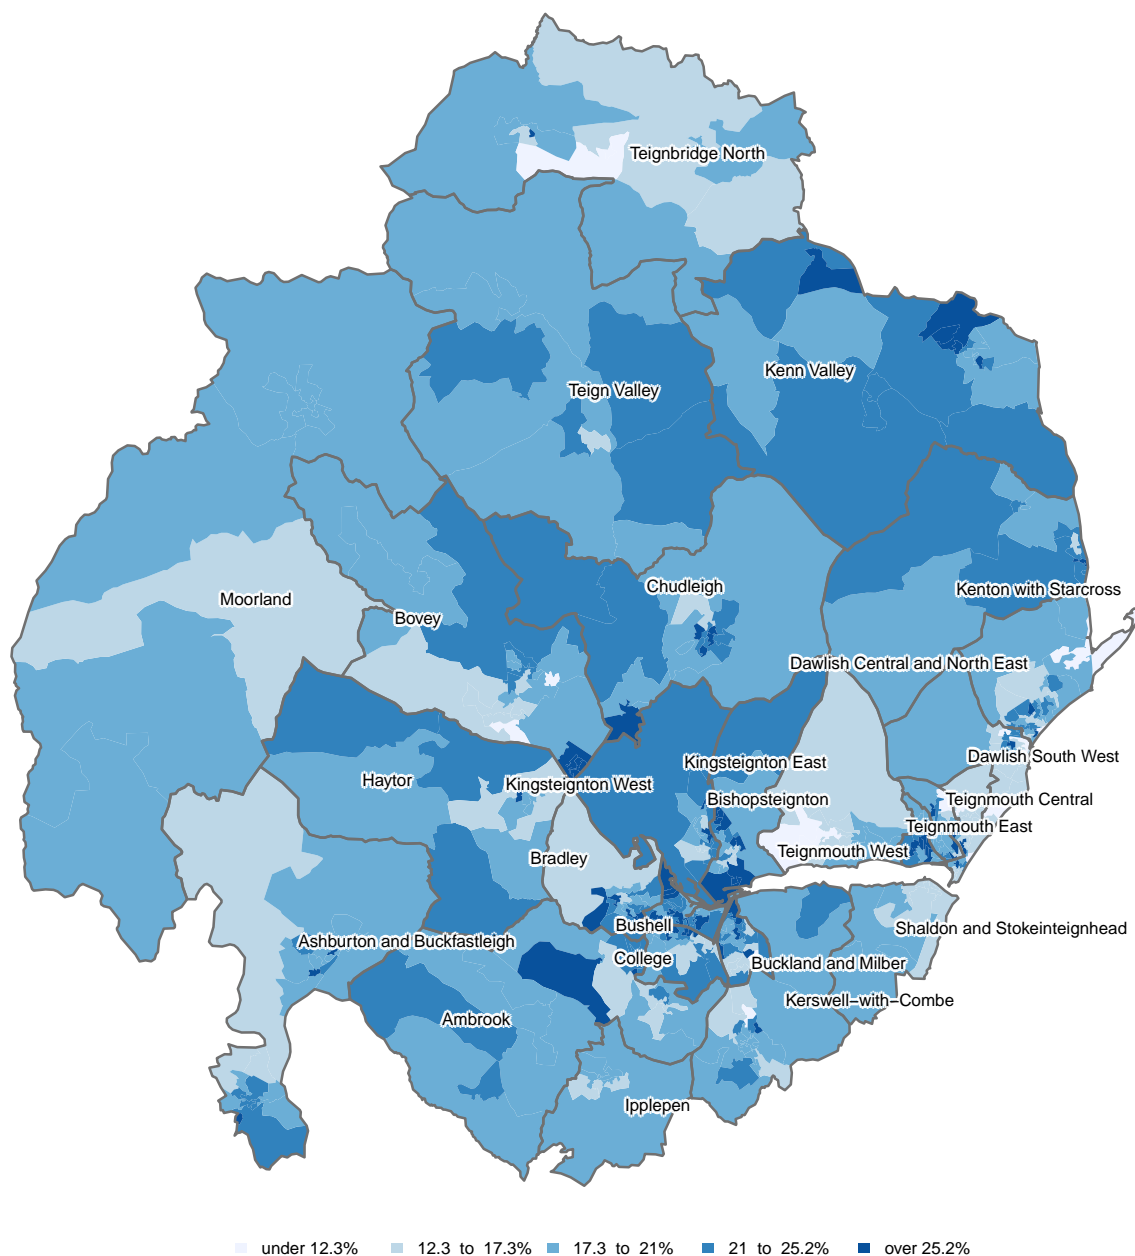 Teignbridge North
Kenn Valley
Teign Valley
Chudleigh
Kenton with Starcross
Moorland
Bovey
Dawlish Central and North East
Dawlish South West
Kingsteignton East
Haytor
Kingsteignton West
Bishopsteignton
Teignmouth Central
Teignmouth East
Teignmouth West
Bradley
Bushell
Shaldon and Stokeinteignhead
Ashburton and Buckfastleigh
College
Buckland and Milber
Kerswell−with−Combe
Ambrook
Ipplepen
under 12.3% 12.3 to 17.3% 17.3 to 21% 21 to 25.2% over 25.2%